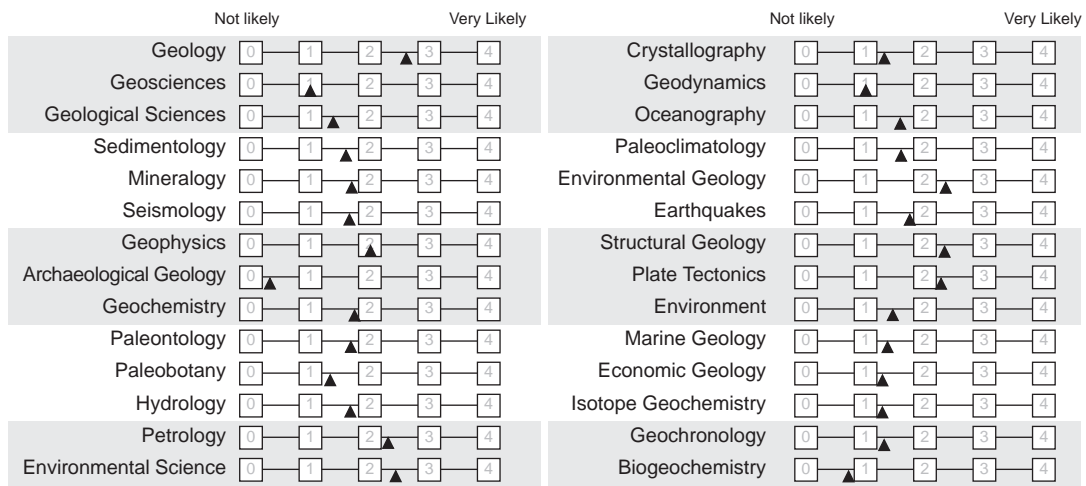 Not likely Very Likely
Geology 0 1 2 3 4
Geosciences 0 1 2 3 4
Geological Sciences 0 1 2 3 4
Sedimentology 0 1 2 3 4
Mineralogy 0 1 2 3 4
Seismology 0 1 2 3 4
Geophysics 0 1 2 3 4
Archaeological Geology 0 1 2 3 4
Geochemistry 0 1 2 3 4
Paleontology 0 1 2 3 4
Paleobotany 0 1 2 3 4
Hydrology 0 1 2 3 4
Petrology 0 1 2 3 4
Environmental Science 0 1 2 3 4
Not likely Very Likely
Crystallography 0 1 2 3 4
Geodynamics 0 1 2 3 4
Oceanography 0 1 2 3 4
Paleoclimatology 0 1 2 3 4
Environmental Geology 0 1 2 3 4
Earthquakes 0 1 2 3 4
Structural Geology 0 1 2 3 4
Plate Tectonics 0 1 2 3 4
Environment 0 1 2 3 4
Marine Geology 0 1 2 3 4
Economic Geology 0 1 2 3 4
Isotope Geochemistry 0 1 2 3 4
Geochronology 0 1 2 3 4
Biogeochemistry 0 1 2 3 4